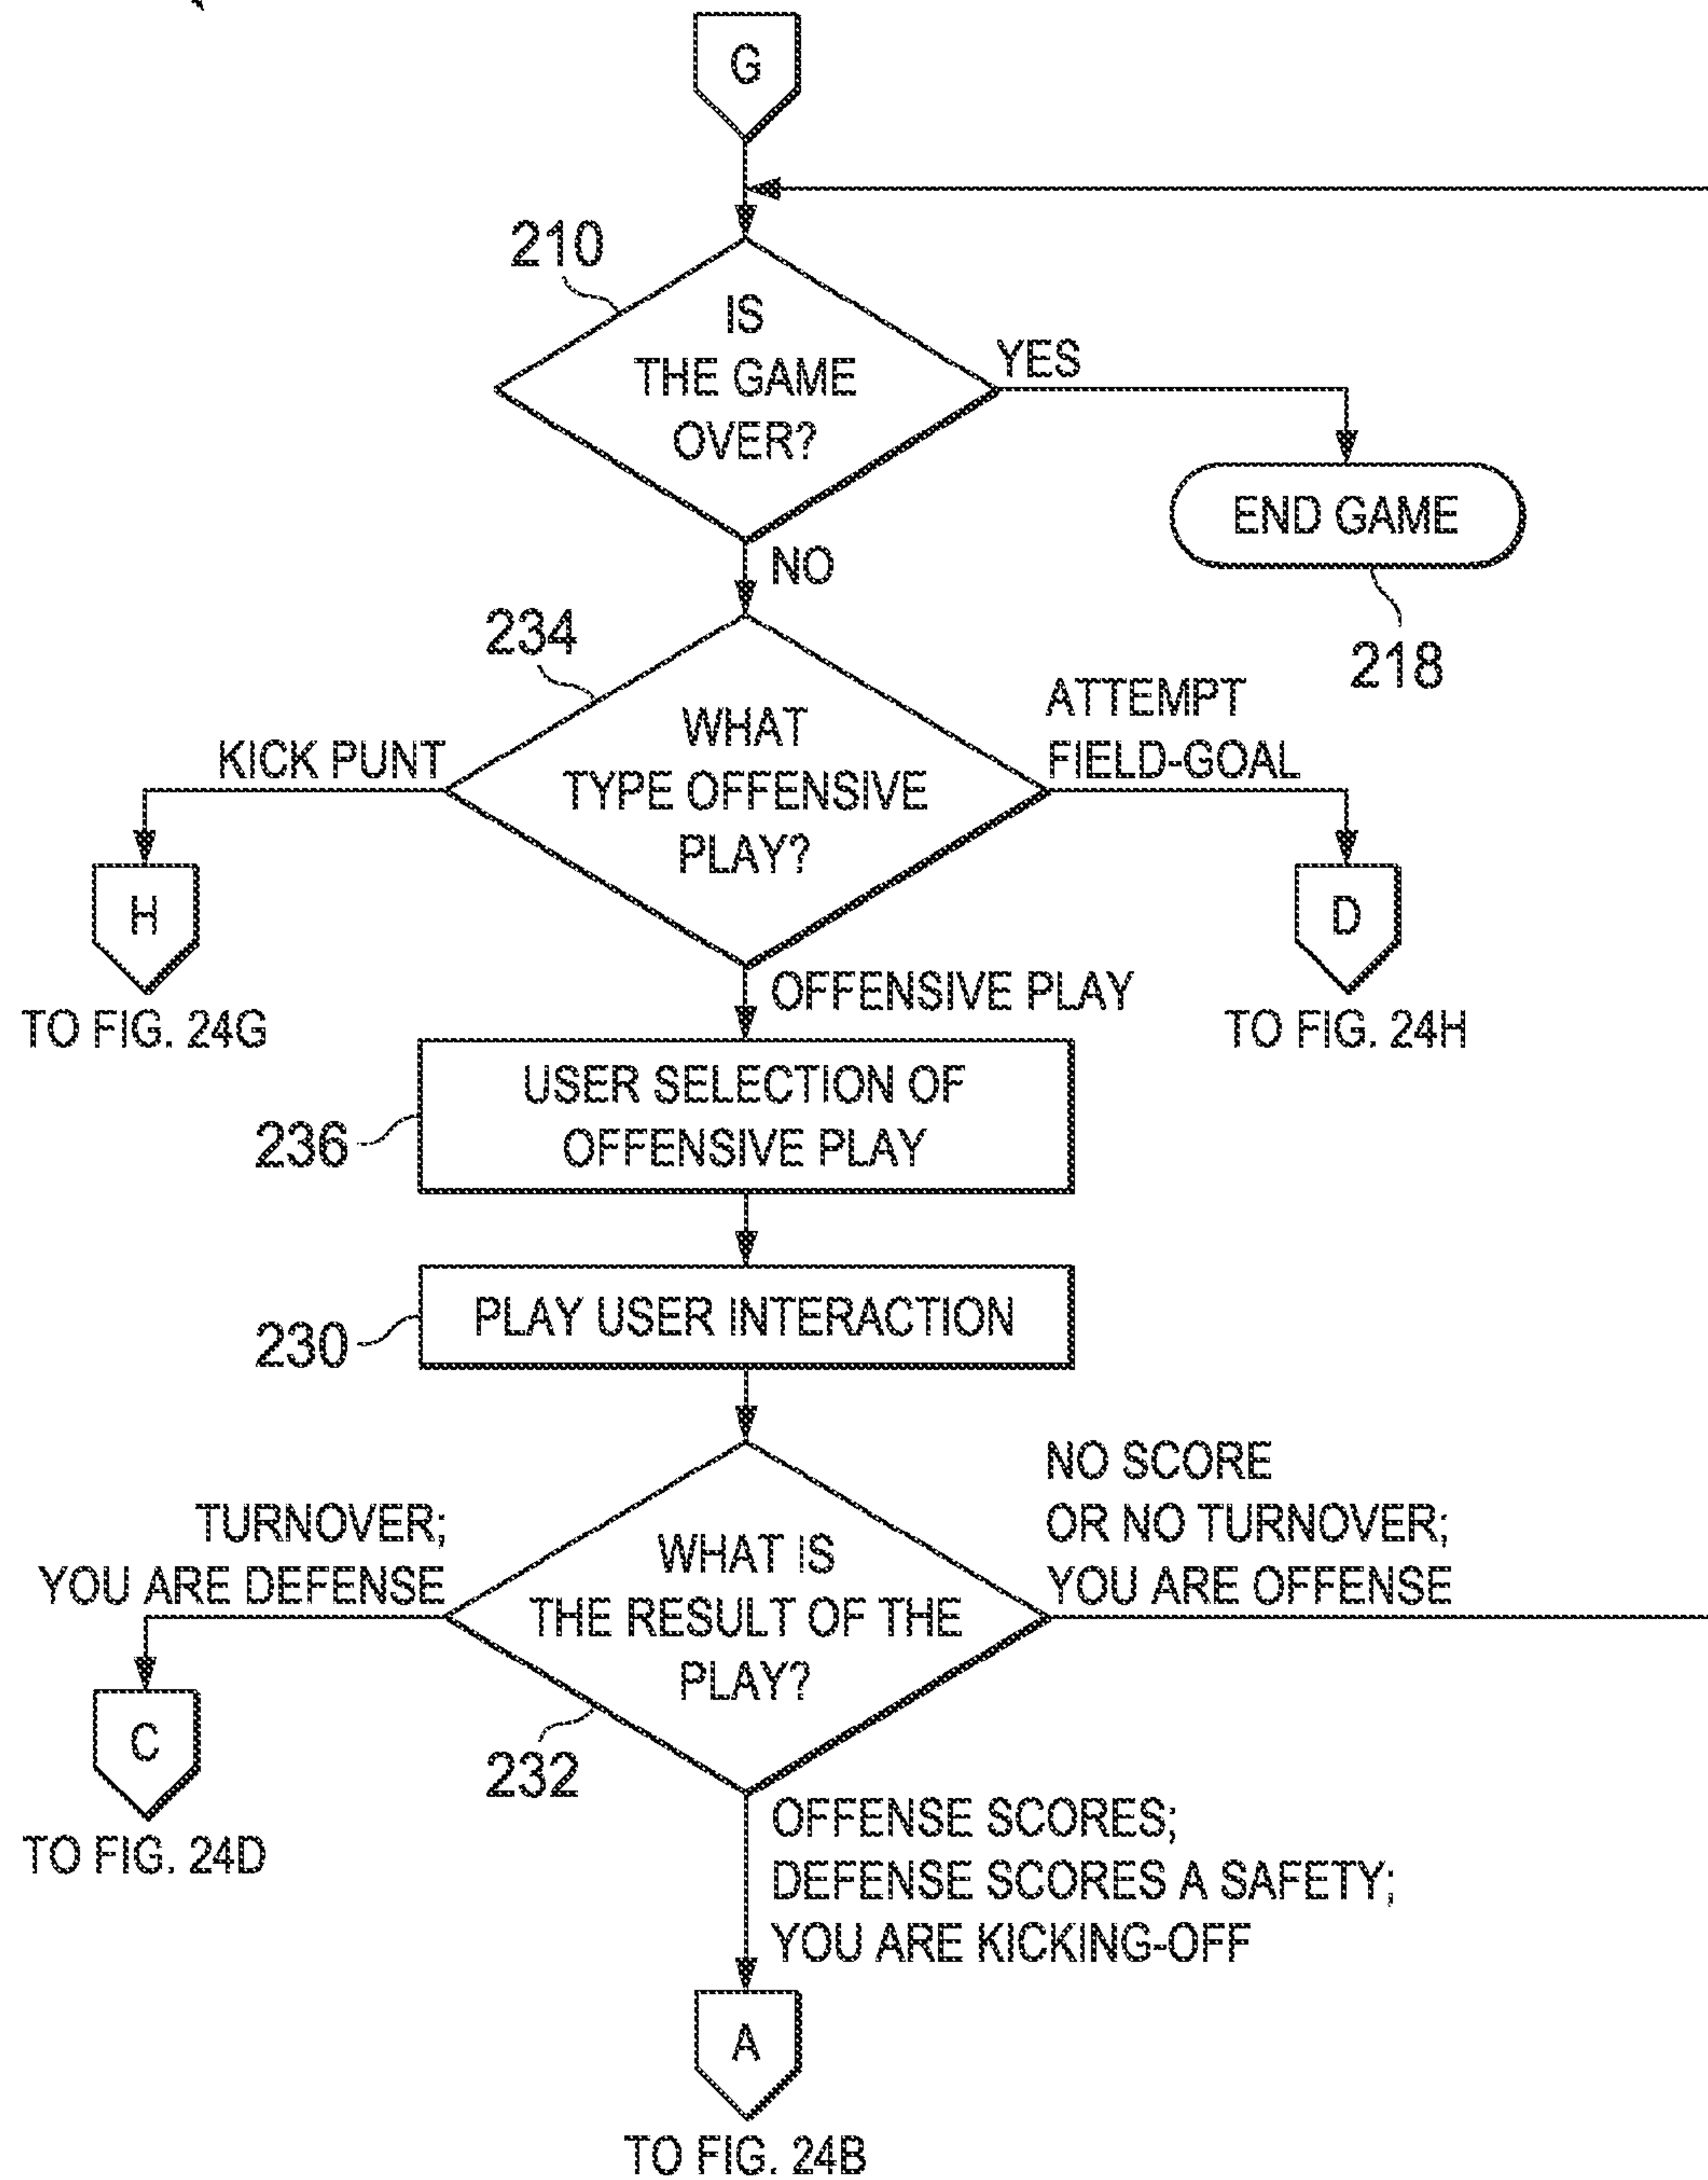 G
210
IS
THE GAME
OVER?
YES
END GAME
218
NO
234
WHAT
TYPE OFFENSIVE
PLAY?
KICK PUNT
ATTEMPT
FIELD-GOAL
H
TO FIG. 24G
D
TO FIG. 24H
OFFENSIVE PLAY
USER SELECTION OF
OFFENSIVE PLAY
236
PLAY USER INTERACTION
230
WHAT IS
THE RESULT OF THE
PLAY?
232
TURNOVER;
YOU ARE DEFENSE
NO SCORE
OR NO TURNOVER;
YOU ARE OFFENSE
C
TO FIG. 24D
OFFENSE SCORES;
DEFENSE SCORES A SAFETY;
YOU ARE KICKING-OFF
A
TO FIG. 24B